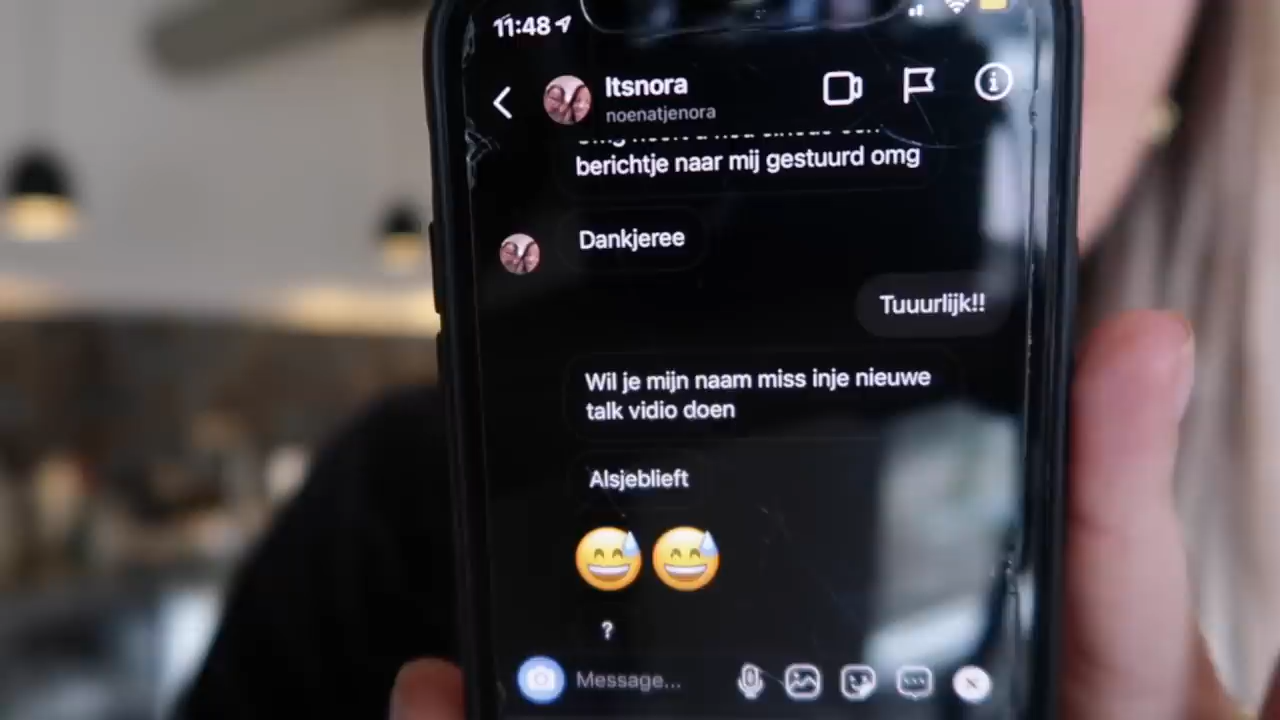 11:48
Itsnora
noenatjenora
berichtje naar mij gestuurd omg
Dankjeree
Tuuurlijk!!
Wil je mijn naam miss inje nieuwe
talk vidio doen
Alsjeblieft
?
Message...